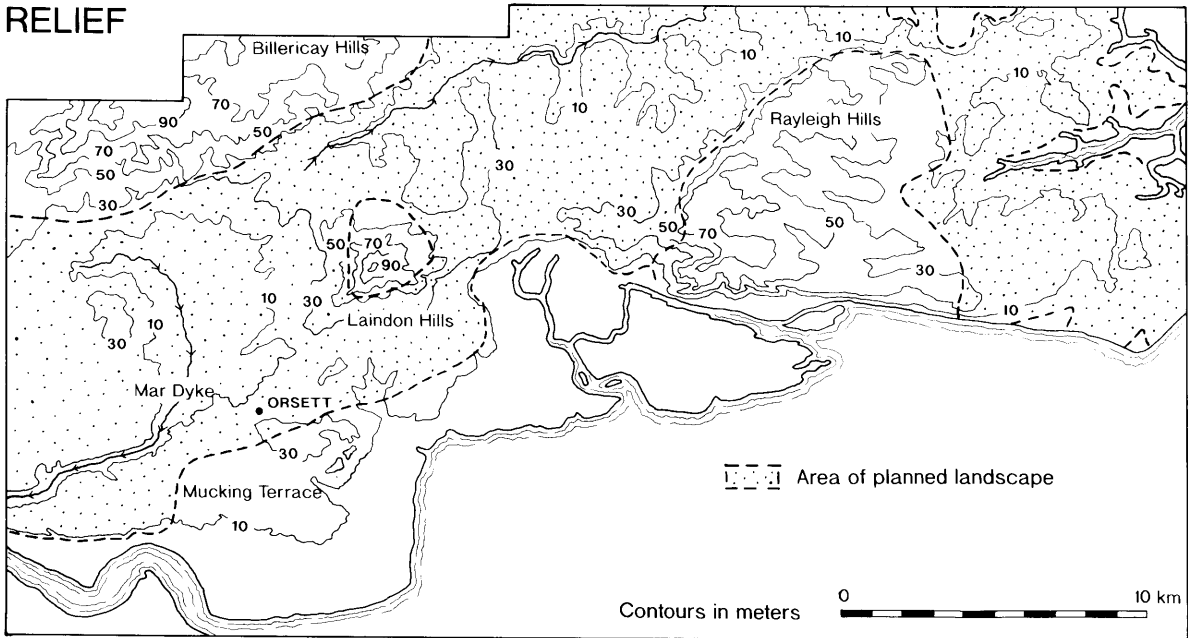 RELIEF
Billericay Hills
10
10
10
70
90
50
10
Rayleigh Hills
70
30
50
30
30
50
70
50
70?
50
90
30
10
30
10
Laindon Hills
10
30
Mar Dyke
ORSETT
30
Area of planned landscape
Mucking Terrace
10
0
10 km
Contours in meters